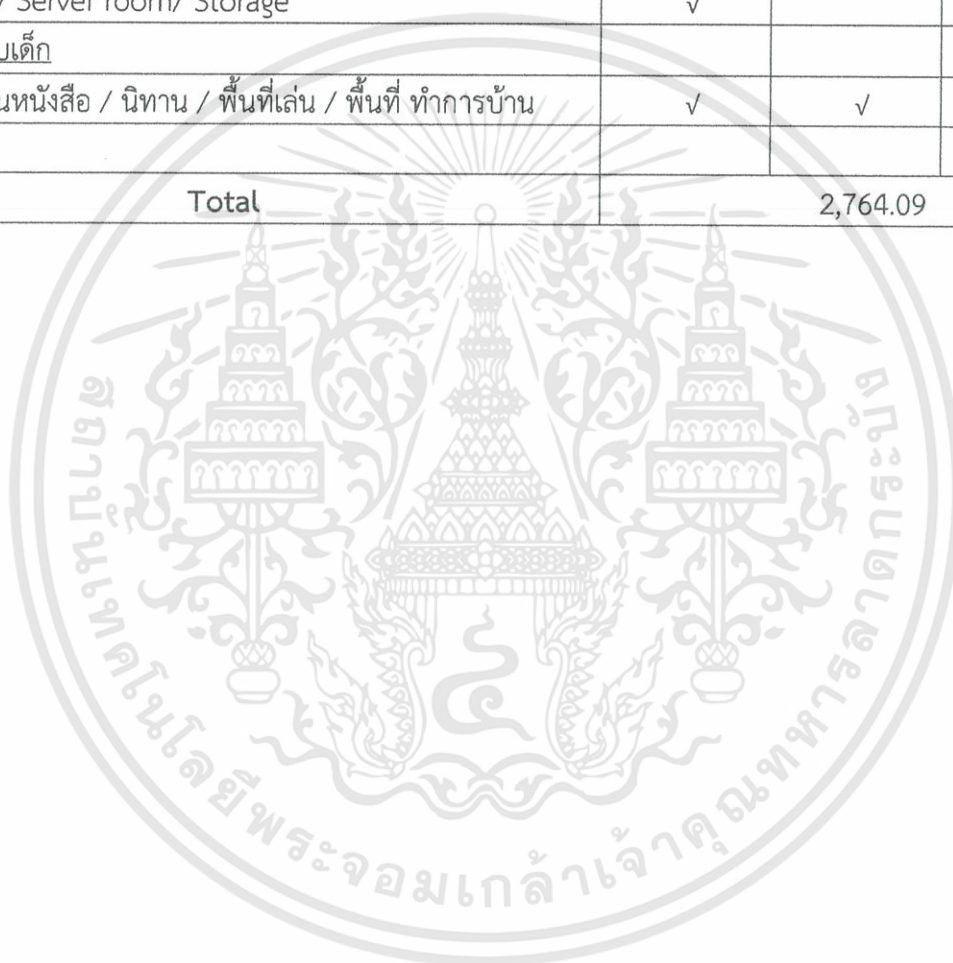 / Server room/ Storage √
บเด็ก
นหนังสือ / นิทาน / พื้นที่เล่น / พื้นที่ ทำการบ้าน √ √
Total 2,764.09
สถาบันเทคโนโลยีพระจอมเกล้าเจ้าคุณทหารลาดกระบัง